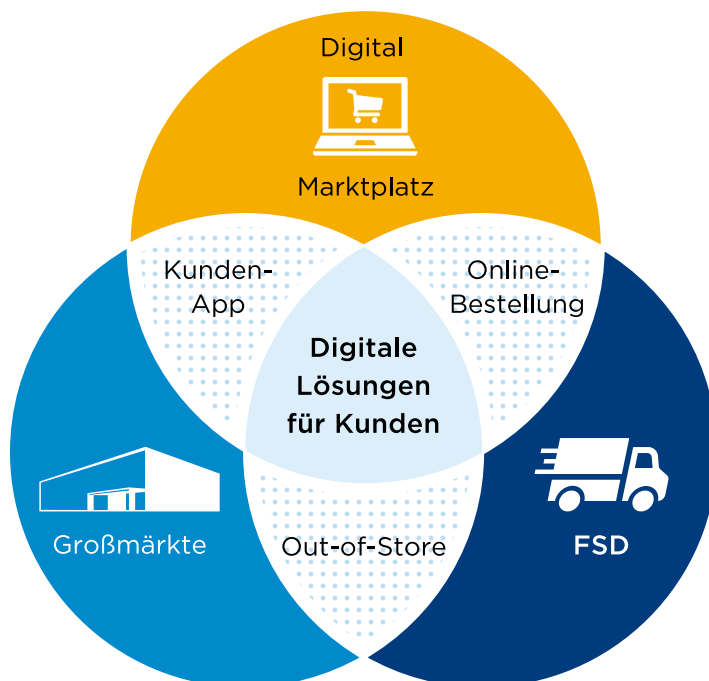 Digital
Marktplatz
Kunden-
App
Online-
Bestellung
Digitale
Lösungen
für Kunden
Großmärkte
Out-of-Store
FSD